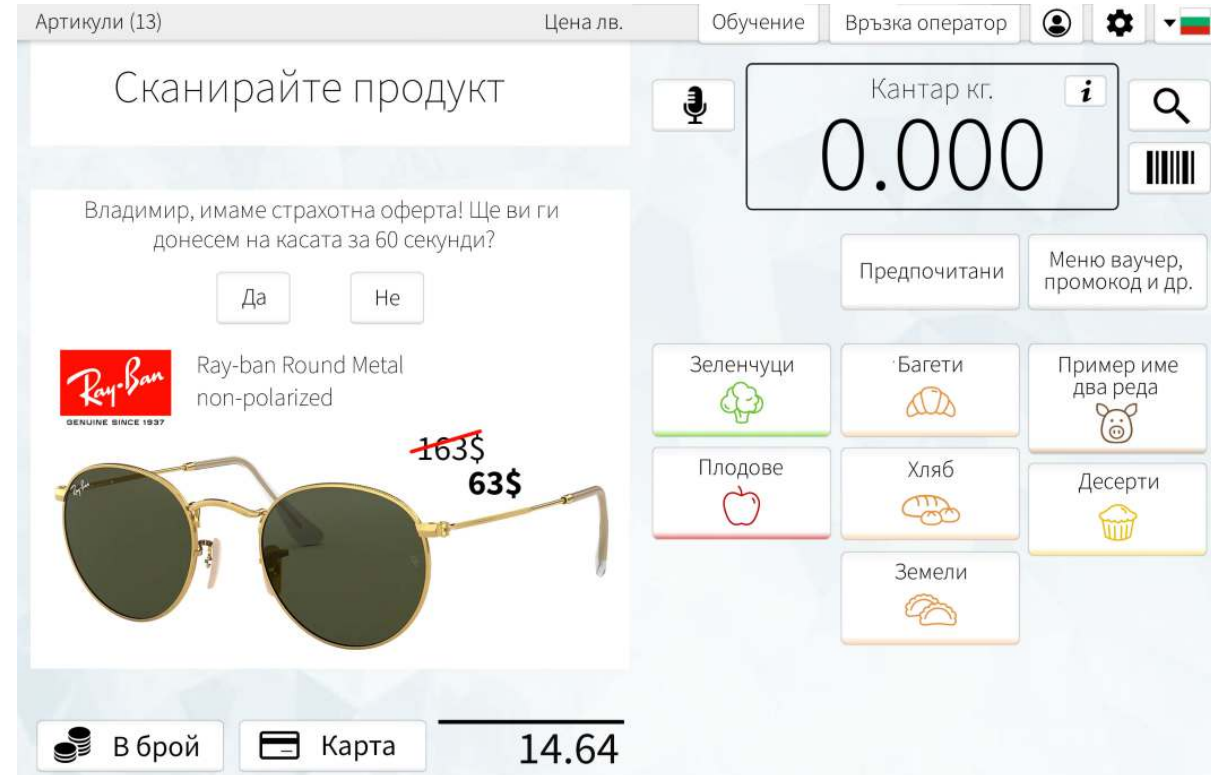 Артикули (13)
Цена лв.
Обучение
Връзка оператор
Сканирайте продукт
Кантар кг.
i
0.000
Владимир, имаме страхотна оферта! Ще ви ги
донесем на касата за 60 секунди?
Да
Не
Предпочитани
Меню ваучер,
промокод и др.
Ray-Ban
GENUINE SINCE 1937
Ray-ban Round Metal
non-polarized
163$
63$
Ray-Ban
Зеленчуци
Багети
Пример име
два реда
Плодове
Хляб
Десерти
Земели
В брой
Карта
14.64